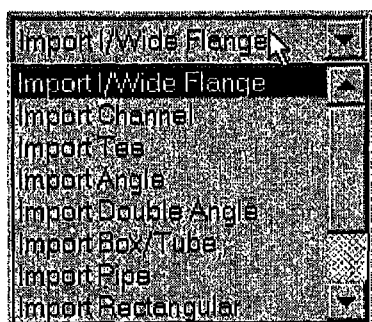 Import I/Wide Flange
Import I/Wide Flange
Import Channel
Import Tee
Import Angle
Import Double Angle
Import Box/Tube
Import Pipe
Import Rectangular